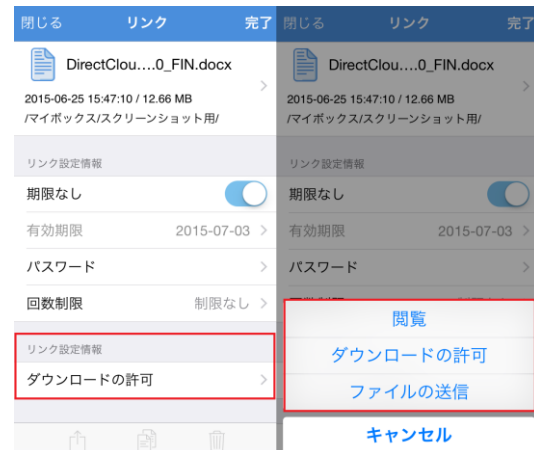 閉じる リンク 完了
DirectClou....0_FIN.docx
2015-06-25 15:47:10 / 12.66 MB
/マイボックス/スクリーンショット用/
リンク設定情報
期限なし
有効期限 2015-07-03
パスワード
回数制限 制限なし
リンク設定情報
ダウンロードの許可
閉じる リンク 完了
DirectClou....0_FIN.docx
2015-06-25 15:47:10 / 12.66 MB
/マイボックス/スクリーンショット用/
リンク設定情報
期限なし
有効期限 2015-07-03
パスワード
閲覧
ダウンロードの許可
ファイルの送信
キャンセル